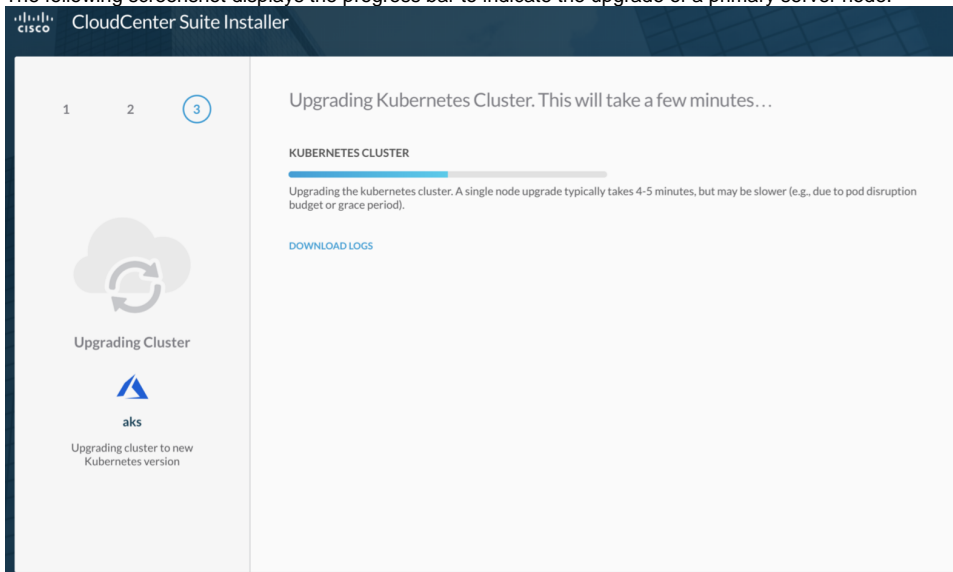 The following screenshot displays the progress bar to indicate the upgrade of a primary server node.
cisco CloudCenter Suite Installer
1 2 3
Upgrading Cluster
aks
Upgrading cluster to new
Kubernetes version
Upgrading Kubernetes Cluster. This will take a few minutes…
KUBERNETES CLUSTER
Upgrading the kubernetes cluster. A single node upgrade typically takes 4-5 minutes, but may be slower (e.g., due to pod disruption
budget or grace period).
DOWNLOAD LOGS